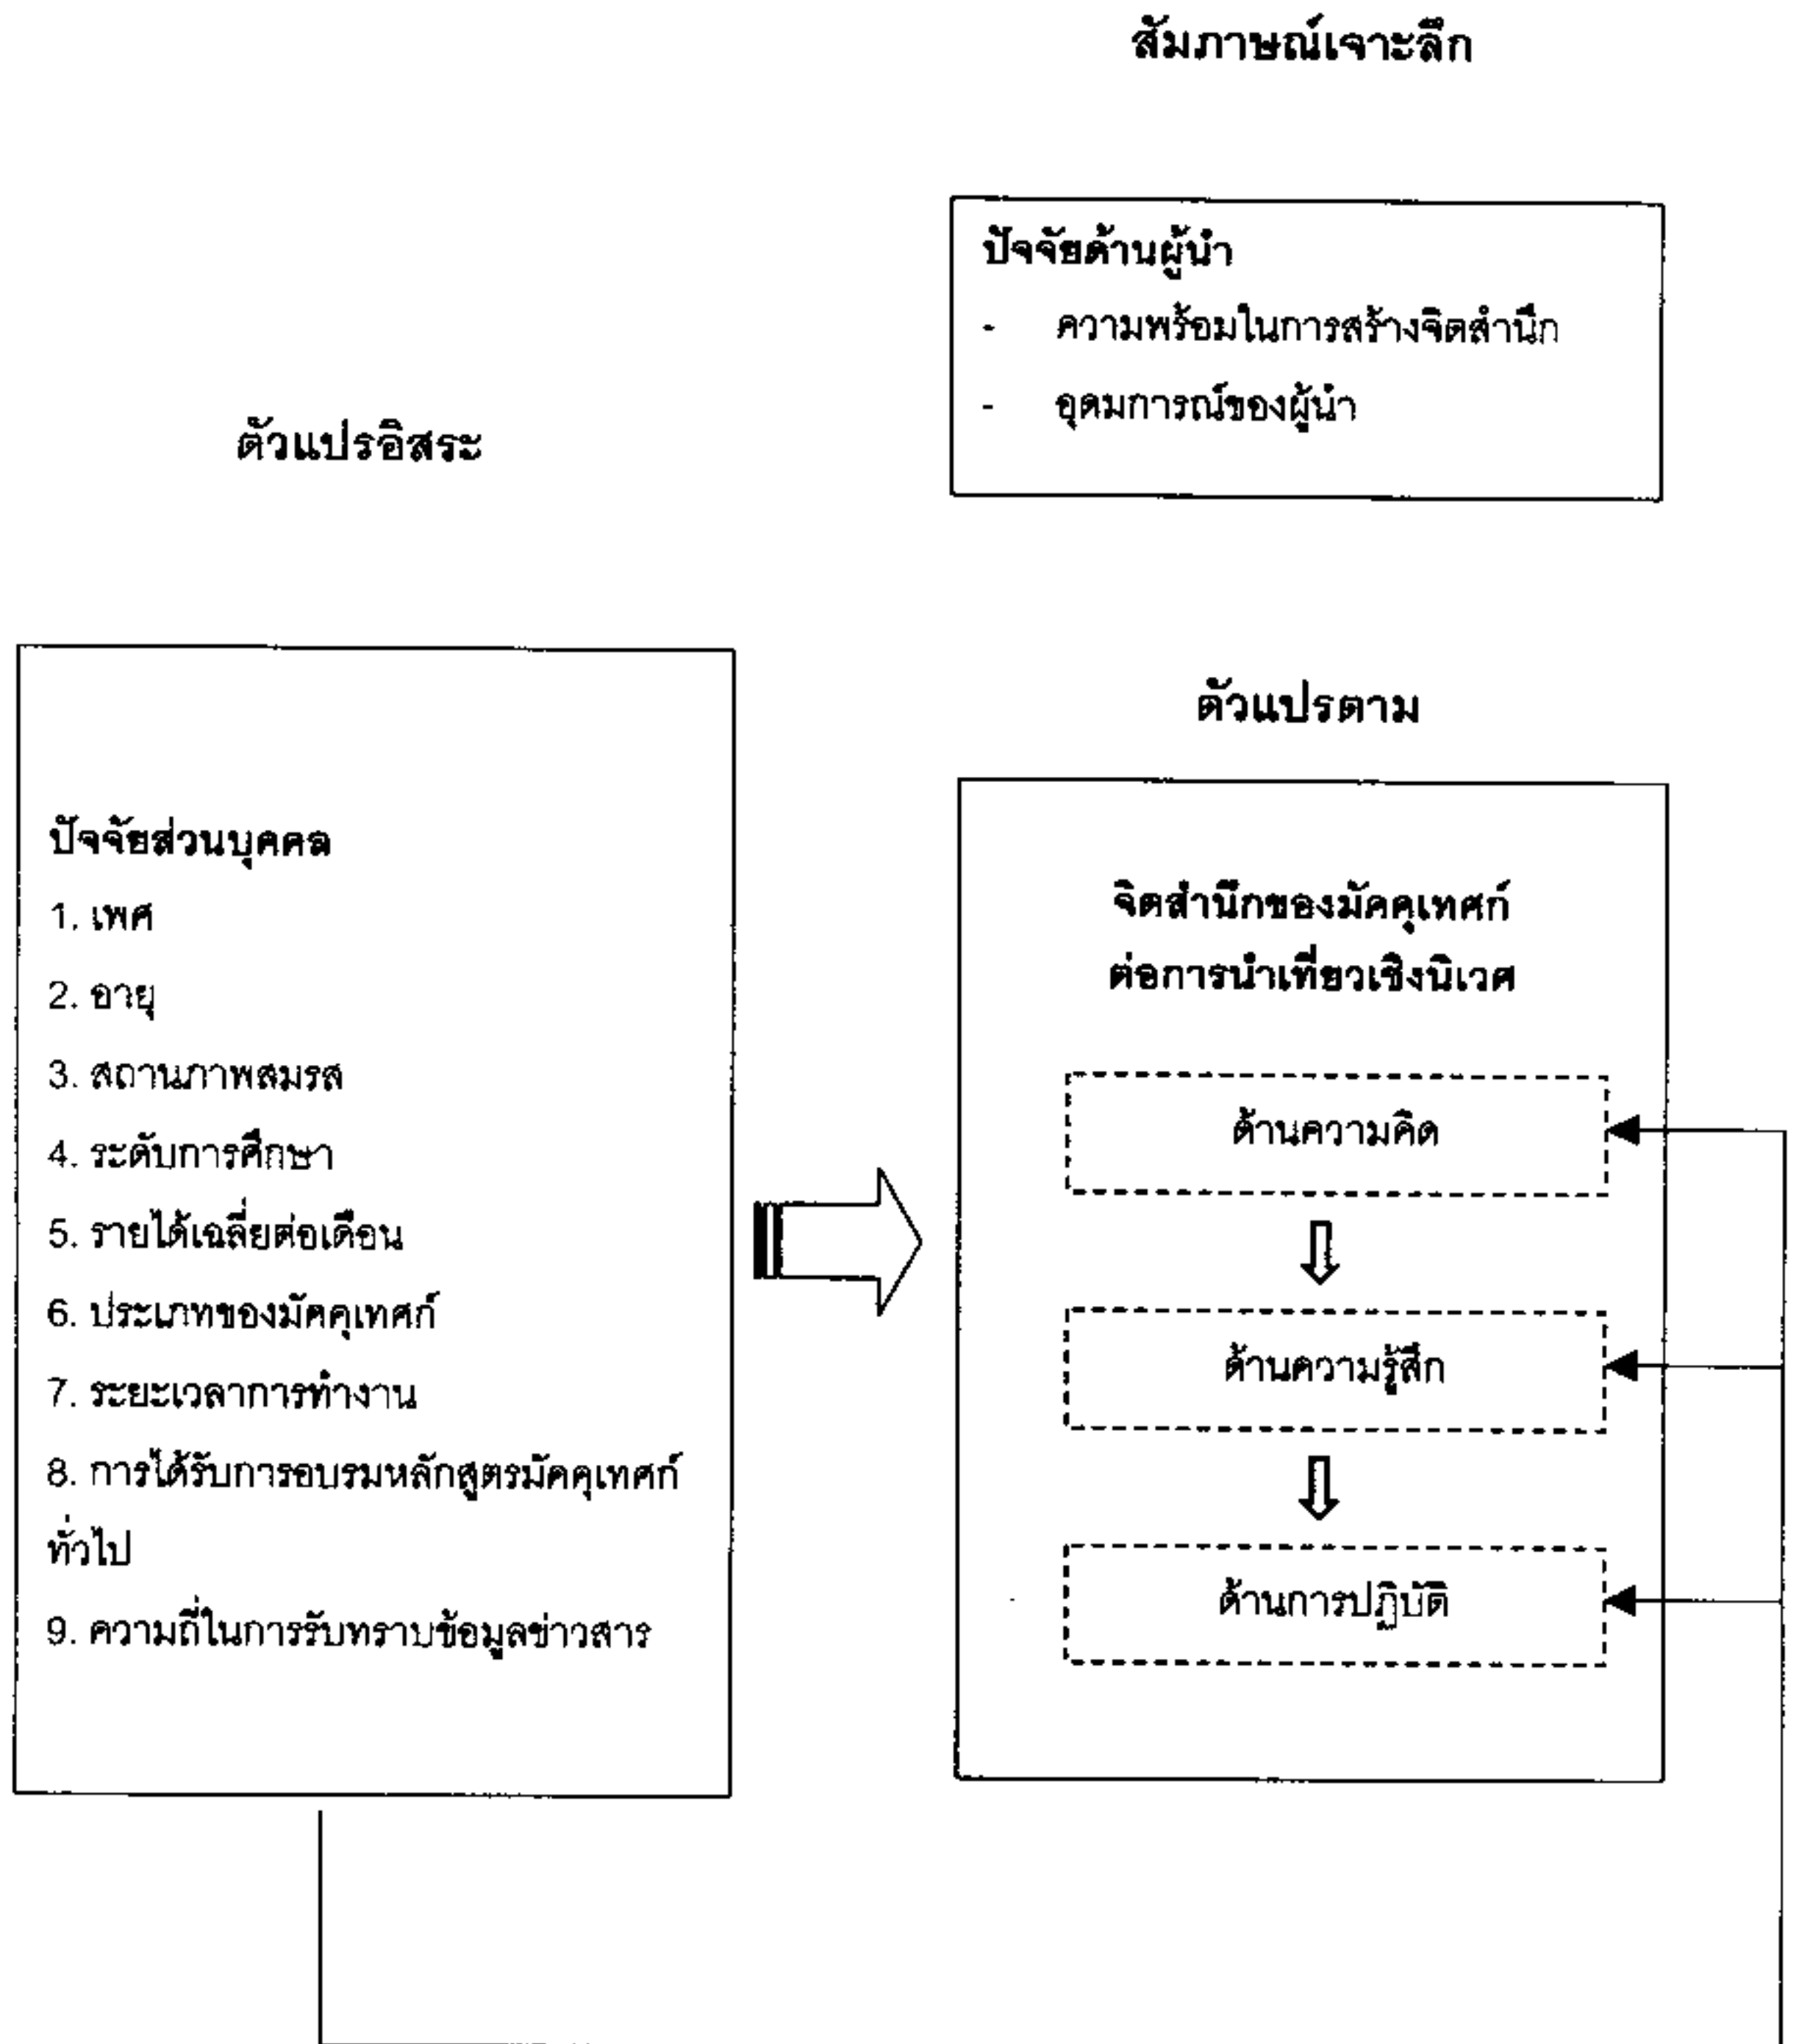 สัมภาษณ์เจาะลึก
ปัจจัยด้านผู้นำ
- ความพร้อมในการสร้างจิตสำนึก
- อุดมการณ์ของผู้นำ
ตัวแปรอิสระ
ปัจจัยส่วนบุคคล
1. เพศ
2. อายุ
3. สถานภาพสมรส
4. ระดับการศึกษา
5. รายได้เฉลี่ยต่อเดือน
6. ประเภทของมัคคุเทศก์
7. ระยะเวลาการทำงาน
8. การได้รับการอบรมหลักสูตรมัคคุเทศก์
ทั่วไป
9. ความถี่ในการรับทราบข้อมูลข่าวสาร
ตัวแปรตาม
จิตสำนึกของมัคคุเทศก์
ต่อการนำเที่ยวเชิงนิเวศ
ด้านความคิด
ด้านความรู้สึก
ด้านการปฏิบัติ